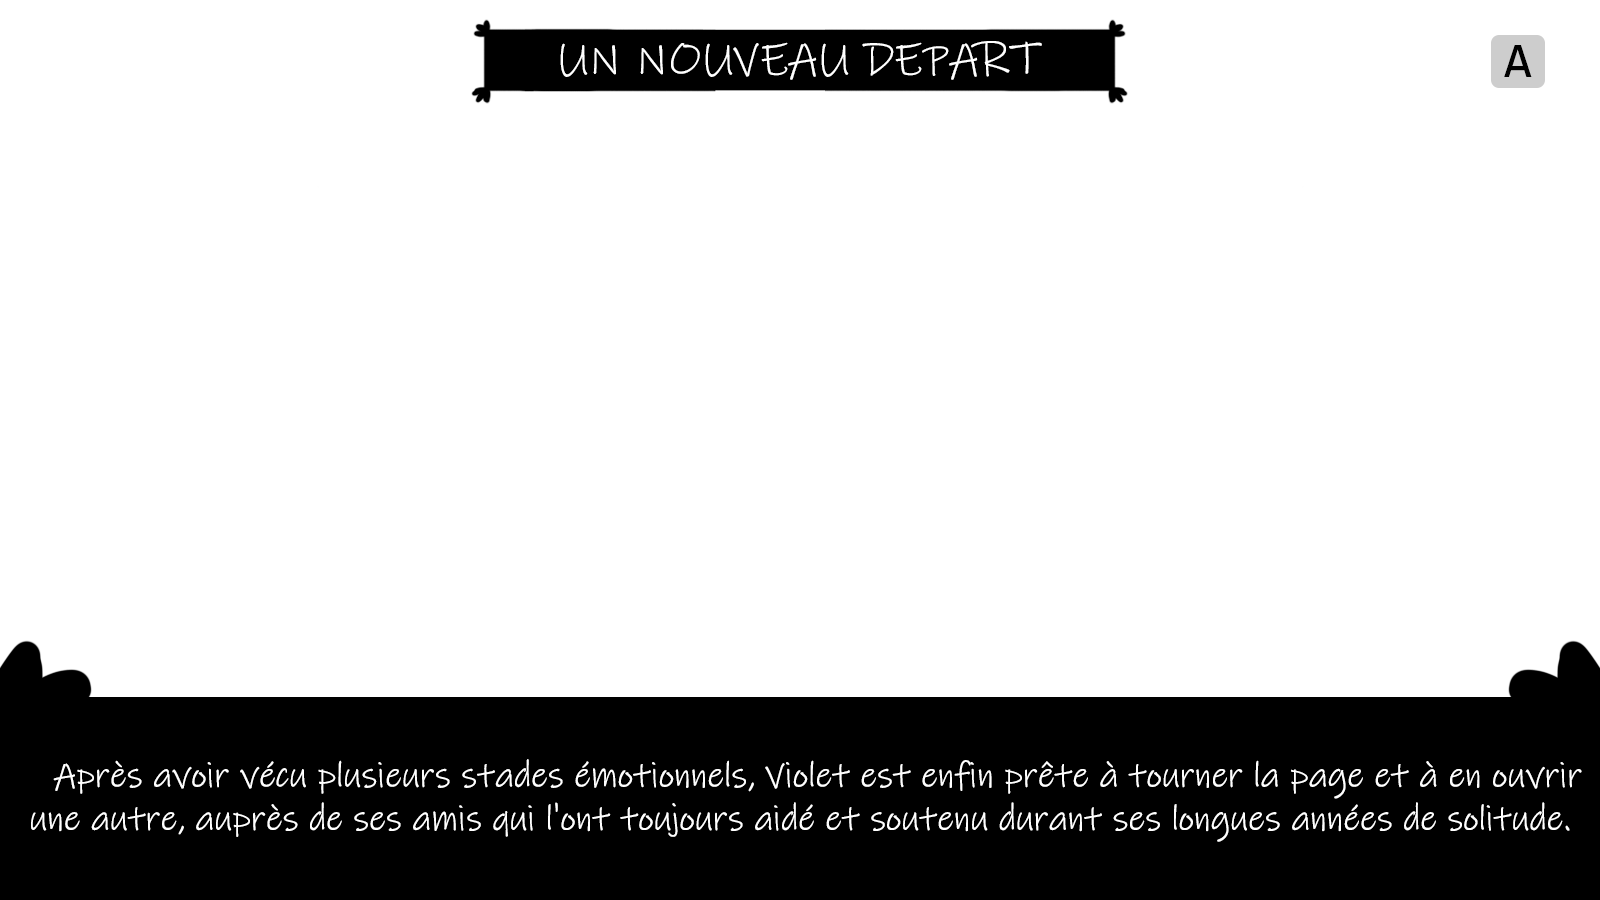 UN NOUVEAU DEPART
A
Après avoir vécu plusieurs stades émotionnels, Violet est enfin prête à tourner la page et à en ouvrir
une autre, auprès de ses amis qui l'ont toujours aidé et soutenu durant ses longues années de solitude.